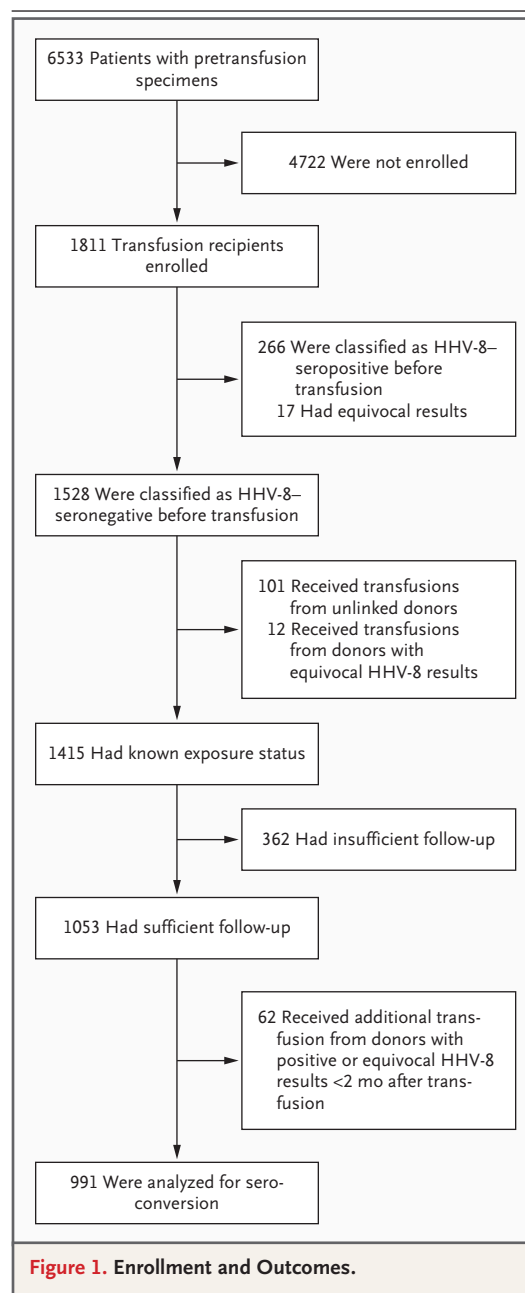 6533 Patients with pretransfusion
specimens
4722 Were not enrolled
1811 Transfusion recipients
enrolled
266 Were classified as HHV-8–
seropositive before
transfusion
17 Had equivocal results
1528 Were classified as HHV-8–
seronegative before transfusion
101 Received transfusions
from unlinked donors
12 Received transfusions
from donors with
equivocal HHV-8 results
1415 Had known exposure status
362 Had insufficient follow-up
1053 Had sufficient follow-up
62 Received additional trans-
fusion from donors with
positive or equivocal HHV-8
results <2 mo after trans-
fusion
991 Were analyzed for sero-
conversion
Figure 1. Enrollment and Outcomes.